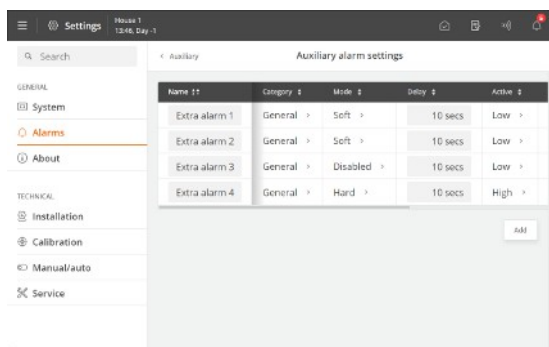 Settings
House 1
13:46, Day -1
Search
GENERAL
System
Alarms
About
TECHNICAL
Installation
Calibration
Manual/auto
Service
Auxiliary
Auxiliary alarm settings
Name Category Mode Delay Active
Extra alarm 1 General Soft 10 secs Low
Extra alarm 2 General Soft 10 secs Low
Extra alarm 3 General Disabled 10 secs Low
Extra alarm 4 General Hard 10 secs High
Add